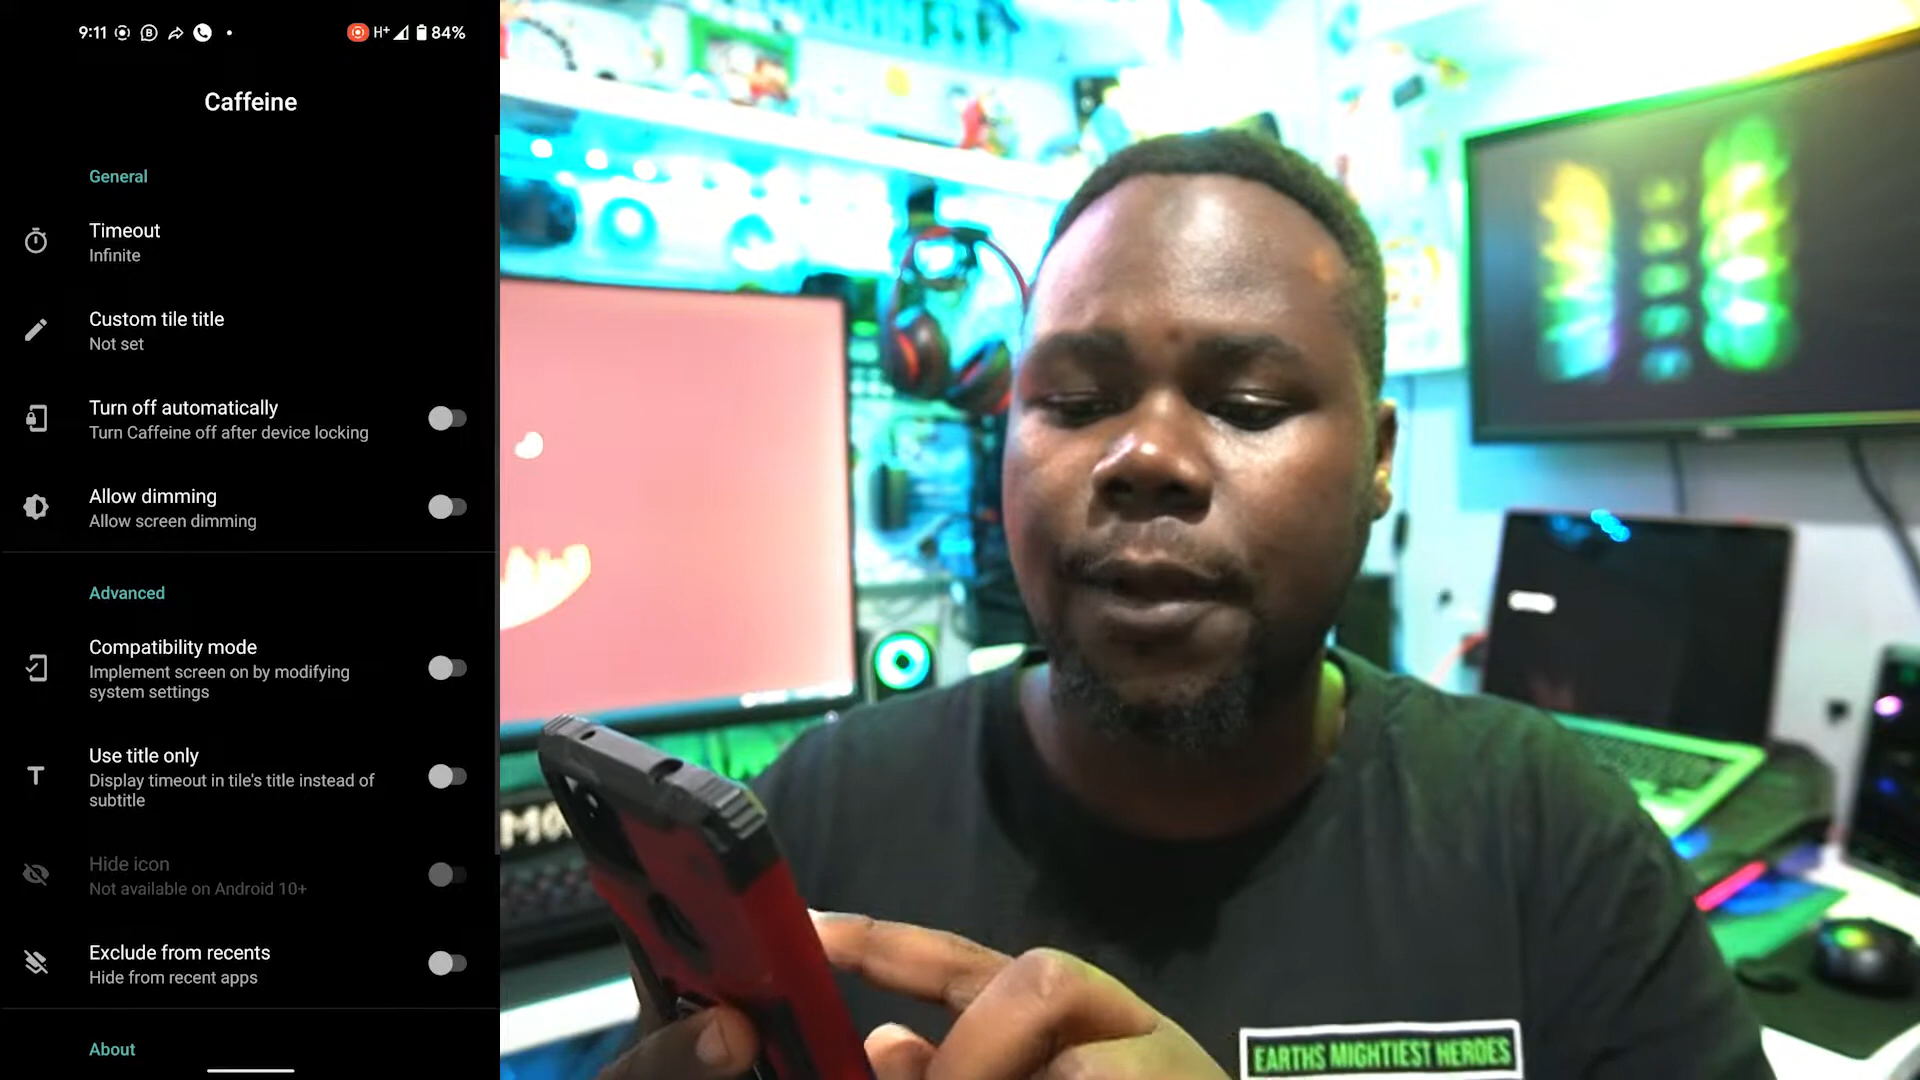 9:11
H+
84%
Caffeine
General
Timeout
Infinite
Custom tile title
Not set
Turn off automatically
Turn Caffeine off after device locking
Allow dimming
Allow screen dimming
Advanced
Compatibility mode
Implement screen on by modifying
system settings
Use title only
Display timeout in tile's title instead of
subtitle
Hide icon
Not available on Android 10+
Exclude from recents
Hide from recent apps
About
EARTHS MIGHTIEST HEROES